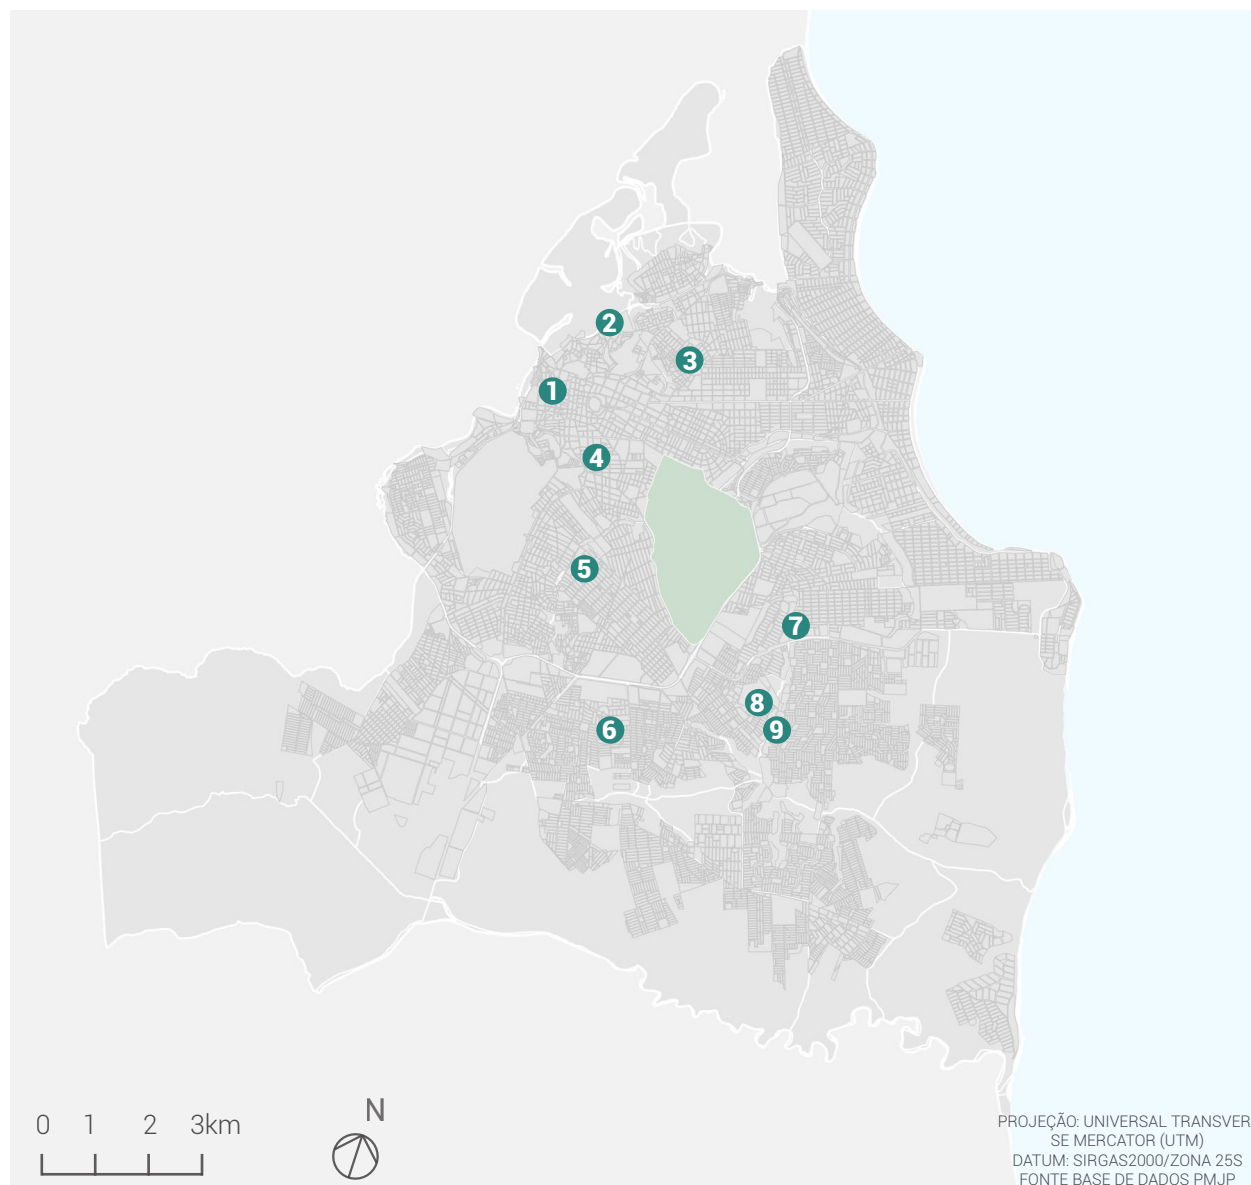 2
3
1
4
5
7
8
6
9
0 1 2 3km
N
PROJEÇÃO: UNIVERSAL TRANSVER
SE MERCATOR (UTM)
DATUM: SIRGAS2000/ZONA 25S
FONTE BASE DE DADOS PMJP